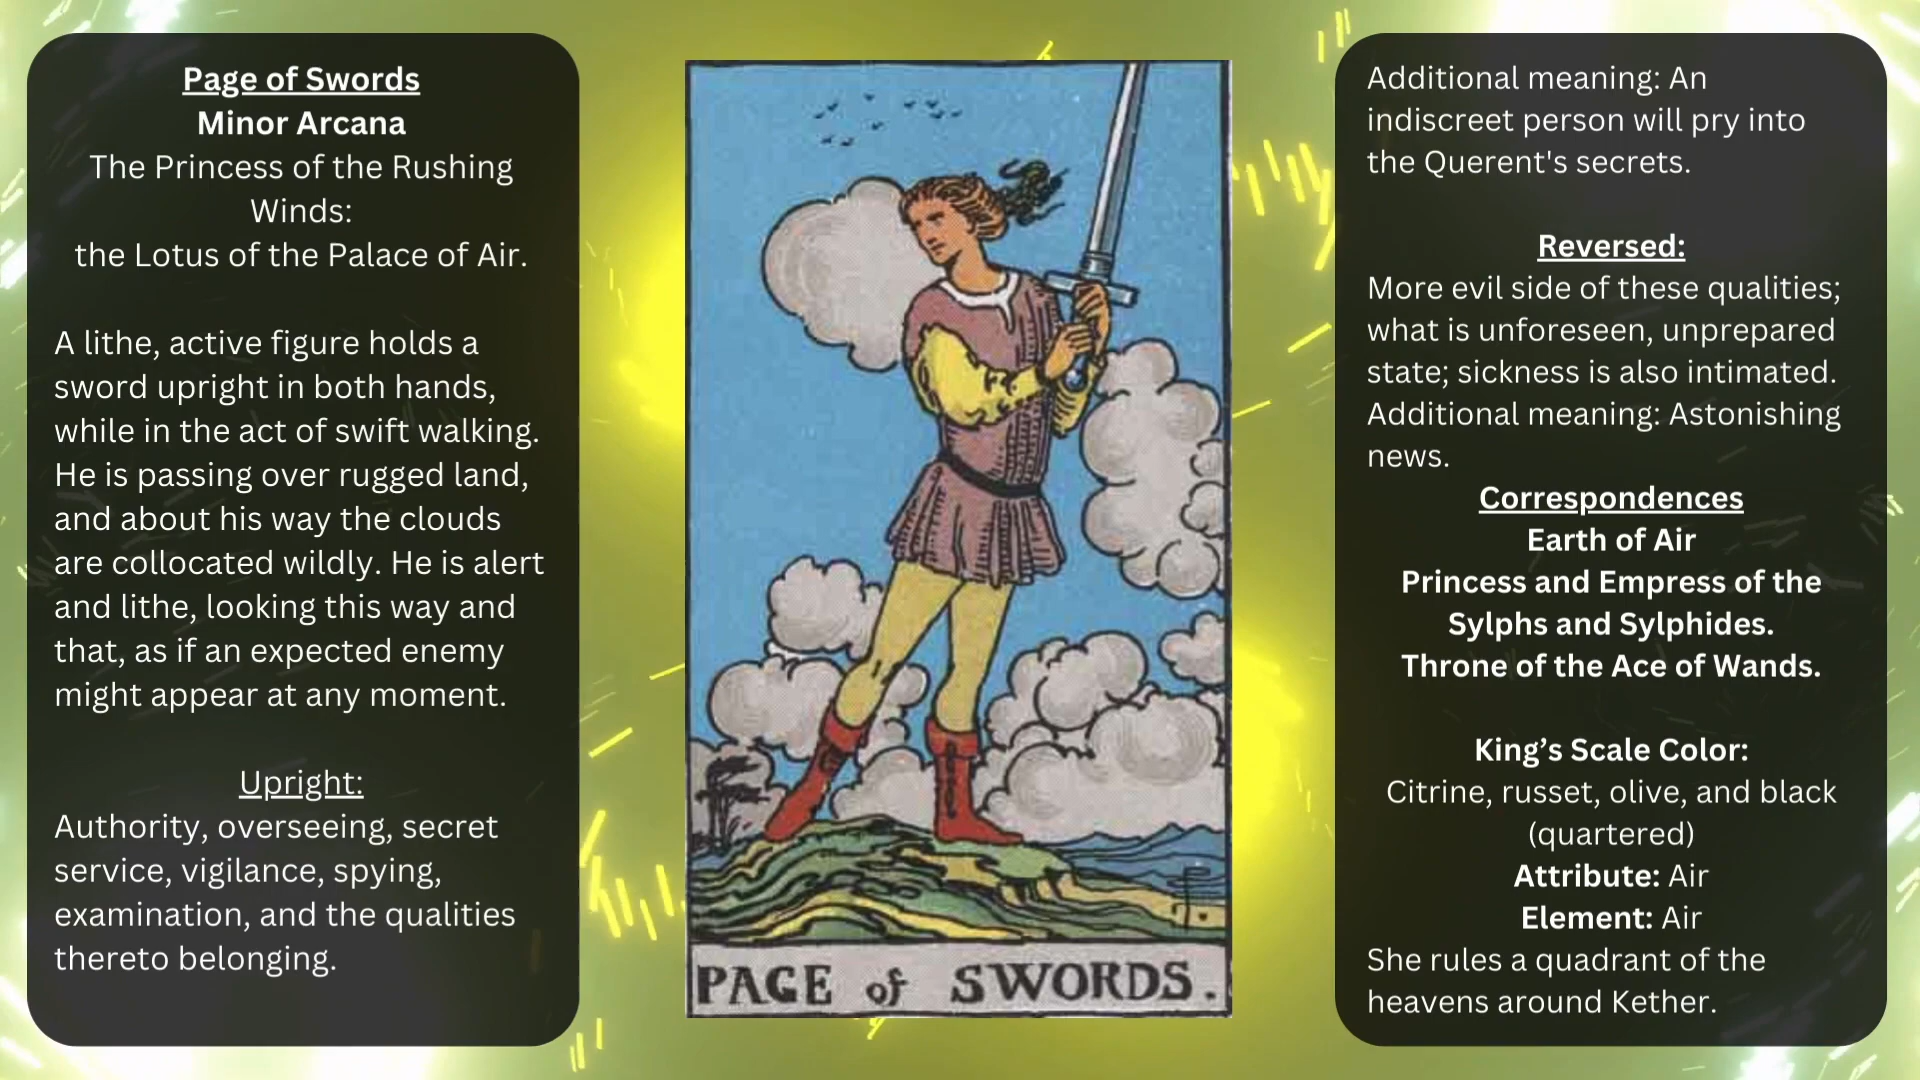 Page of Swords
Minor Arcana
The Princess of the Rushing
Winds:
the Lotus of the Palace of Air.
A lithe, active figure holds a
sword upright in both hands,
while in the act of swift walking.
He is passing over rugged land,
and about his way the clouds
are collocated wildly. He is alert
and lithe, looking this way and
that, as if an expected enemy
might appear at any moment.
Upright:
Authority, overseeing, secret
service, vigilance, spying,
examination, and the qualities
thereto belonging.
PAGE of SWORDS.
Additional meaning: An
indiscreet person will pry into
the Querent's secrets.
Reversed:
More evil side of these qualities;
what is unforeseen, unprepared
state; sickness is also intimated.
Additional meaning: Astonishing
news.
Correspondences
Earth of Air
Princess and Empress of the
Sylphs and Sylphides.
Throne of the Ace of Wands.
King’s Scale Color:
Citrine, russet, olive, and black
(quartered)
Attribute: Air
Element: Air
She rules a quadrant of the
heavens around Kether.